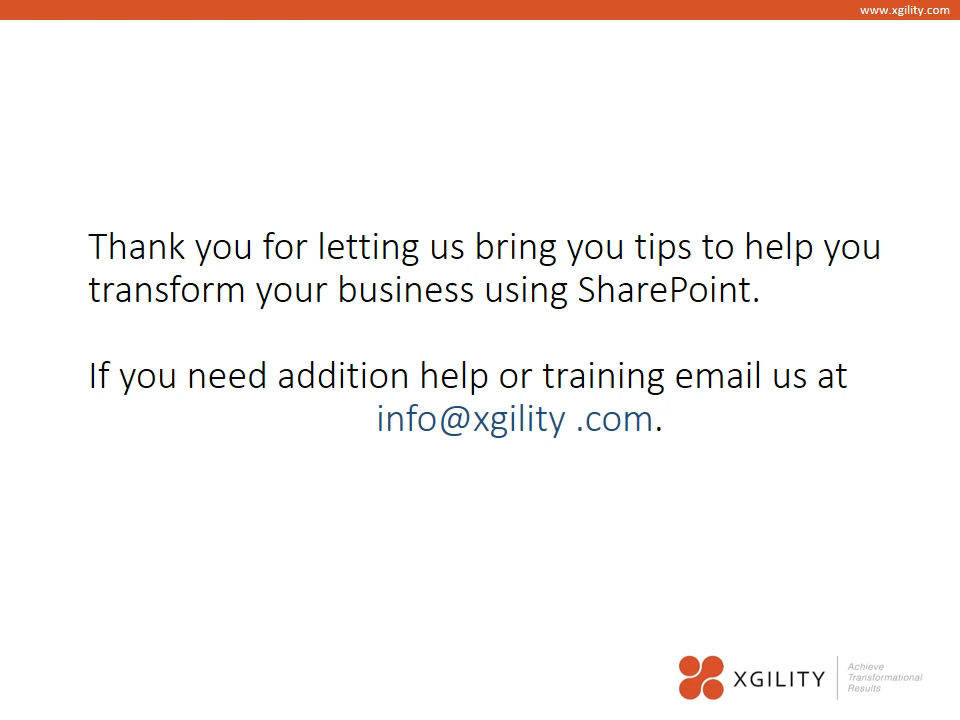 www.xgility.com
Thank you for letting us bring you tips to help you
transform your business using SharePoint.
If you need addition help or training email us at
info@xgility .com.
XGILITY
Achieve
Transformational
Results